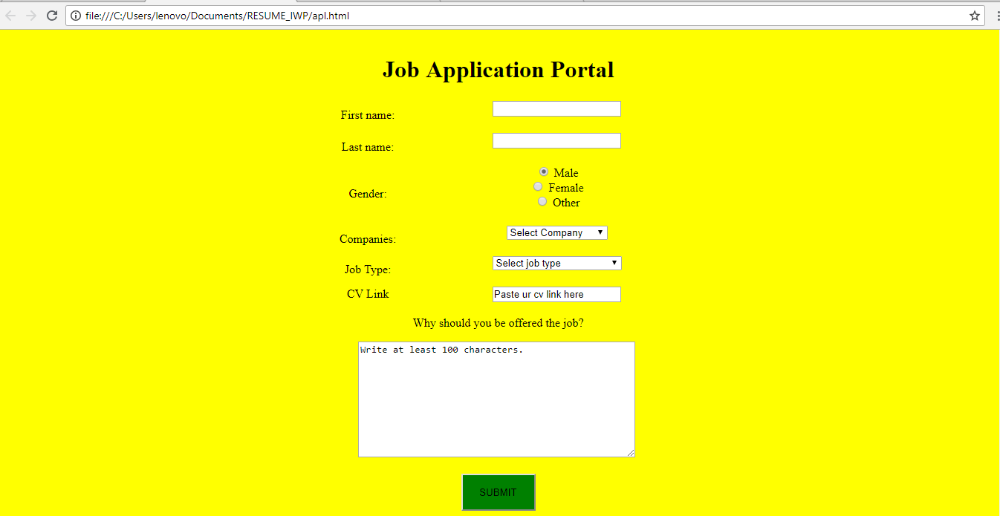 file:///C:/Users/lenovo/Documents/RESUME_IWP/apl.html
Job Application Portal
First name:
Last name:
Gender:
Male
Female
Other
Companies:
Select Company
Job Type:
Select job type
CV Link
Paste ur cv link here
Why should you be offered the job?
Write at least 100 characters.
SUBMIT